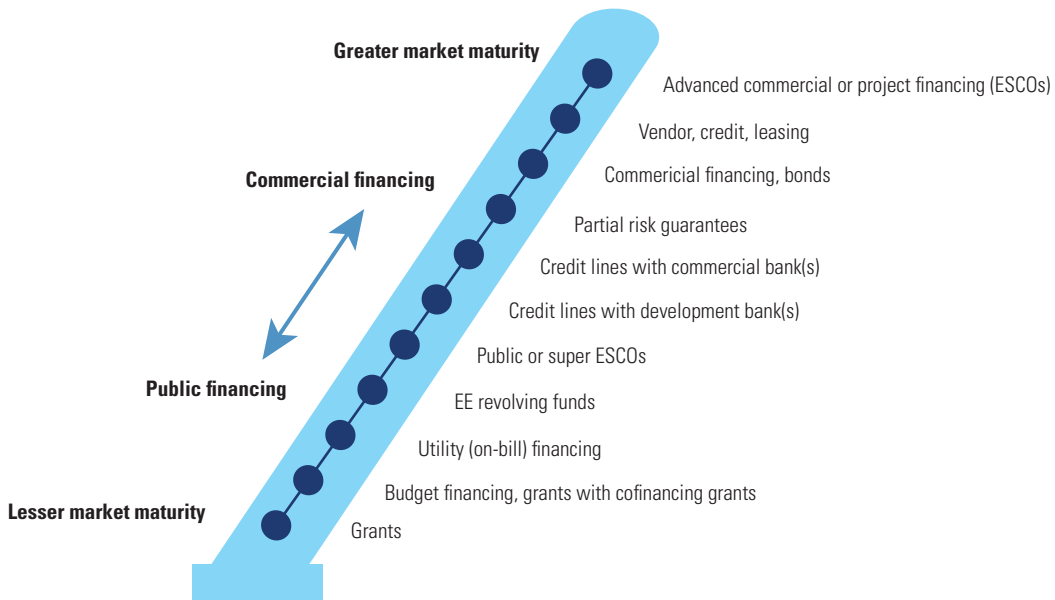 Greater market maturity
Advanced commercial or project financing (ESCOs)
Vendor, credit, leasing
Commericial financing, bonds
Commercial financing
Partial risk guarantees
Credit lines with commercial bank(s)
Credit lines with development bank(s)
Public or super ESCOs
Public financing
EE revolving funds
Utility (on-bill) financing
Budget financing, grants with cofinancing grants
Lesser market maturity
Grants